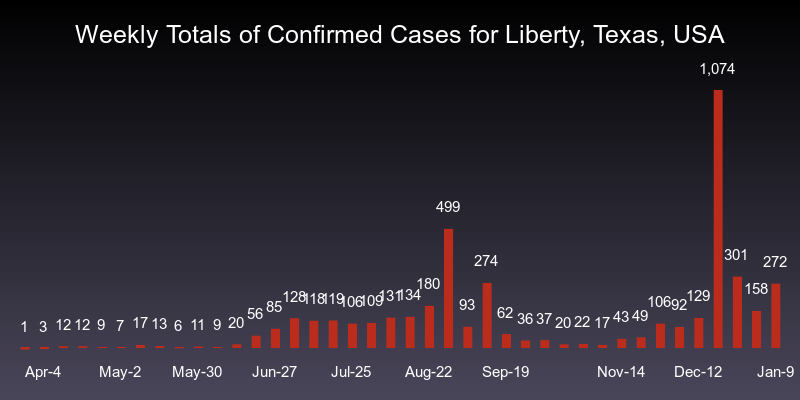 Weekly Totals of Confirmed Cases for Liberty, Texas, USA
1 3 12 12 9 7 17 13 6 11 9 20 56 85 128 118 119 106 109 131 134 180 499 93 274 62 36 37 20 22 17 43 49 106 92 129 1,074 301 158 272
Apr-4 May-2 May-30 Jun-27 Jul-25 Aug-22 Sep-19 Nov-14 Dec-12 Jan-9